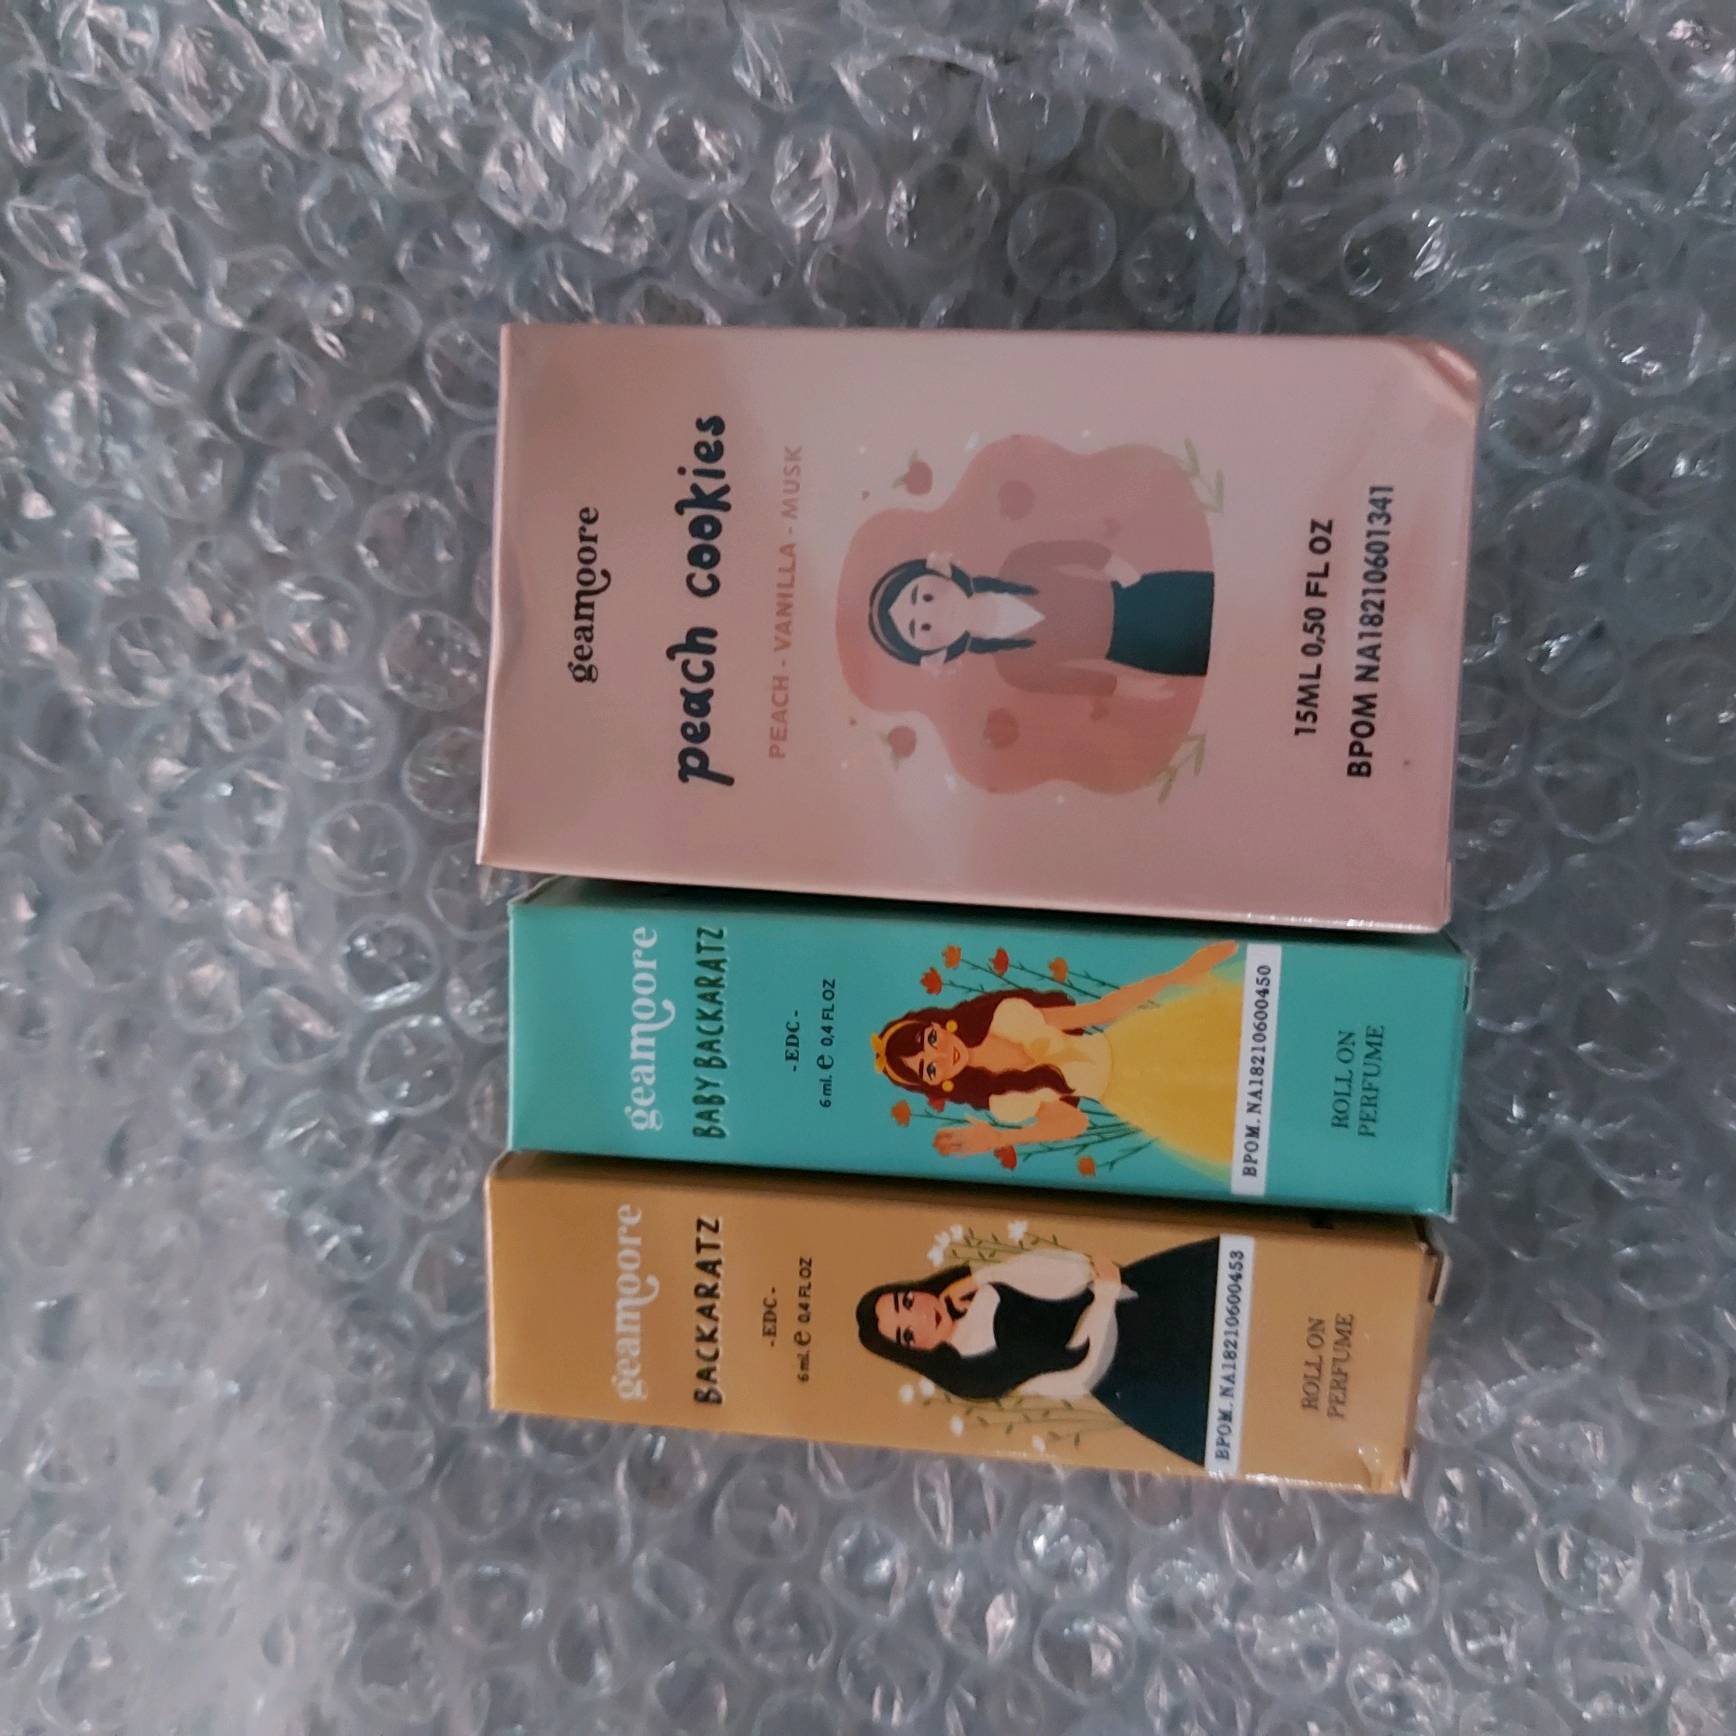 geamoore
peach cookies
PEACH - VANILLA - MUSK
15ML 0,50 FL OZ
BPOM NA18210601341
geamoore
BABY BACKARATZ
- EDC -
6 ml. e 0,4 FL OZ
BPOM. NA18210600450
ROLL ON
PERFUME
geamoore
BACKARATZ
- EDC -
6 ml. e 0,4 FL OZ
BPOM. NA18210600453
ROLL ON
PERFUME